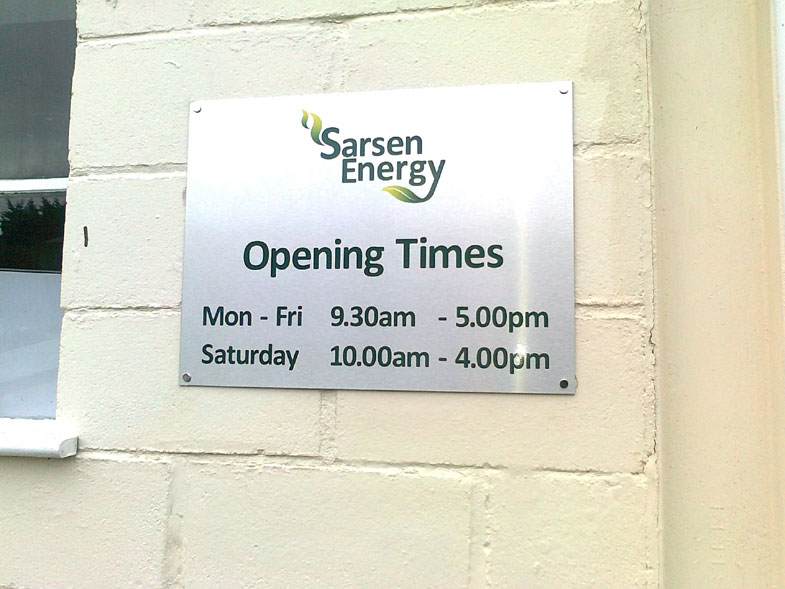 Sarsen
Energy
Opening Times
Mon - Fri 9.30am - 5.00pm
Saturday 10.00am - 4.00pm